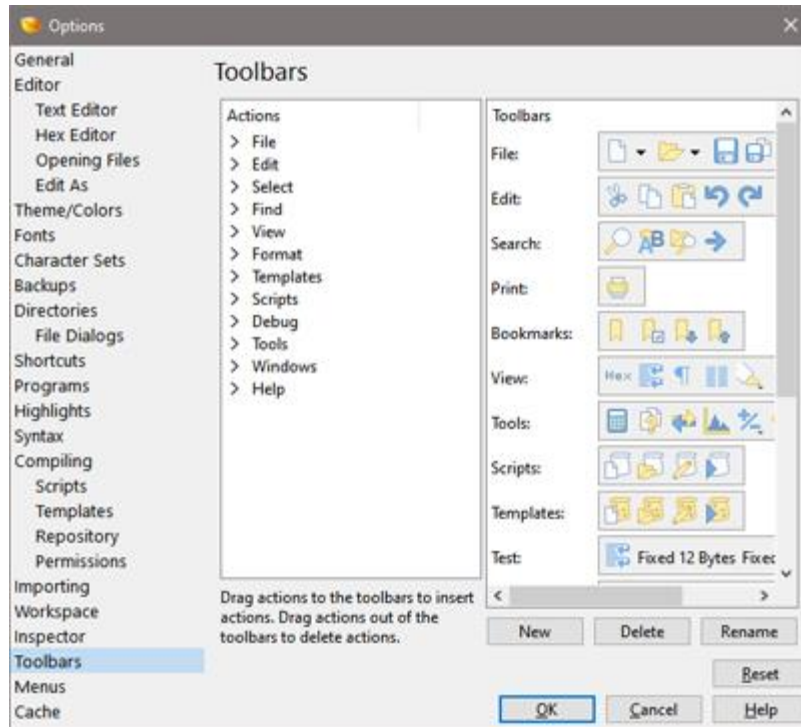 Options
General
Editor
Text Editor
Hex Editor
Opening Files
Edit As
Theme/Colors
Fonts
Character Sets
Backups
Directories
File Dialogs
Shortcuts
Programs
Highlights
Syntax
Compiling
Scripts
Templates
Repository
Permissions
Importing
Workspace
Inspector
Toolbars
Menus
Cache
Toolbars
Actions
File
Edit
Select
Find
View
Format
Templates
Scripts
Debug
Tools
Windows
Help
Drag actions to the toolbars to insert
actions. Drag actions out of the
toolbars to delete actions.
Toolbars
File:
Edit:
Search:
AB
Print:
Bookmarks:
View:
Hex
Tools:
Scripts:
Templates:
Test:
Fixed 12 Bytes Fixed
New
Delete
Rename
Reset
OK
Cancel
Help